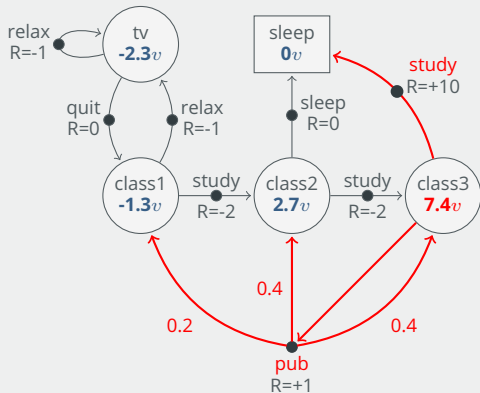 relax
R=-1
tv
-2.3v
sleep
0v
study
R=+10
quit
R=0
relax
R=-1
sleep
R=0
class1
-1.3v
study
R=-2
class2
2.7v
study
R=-2
class3
7.4v
0.2
0.4
0.4
pub
R=+1